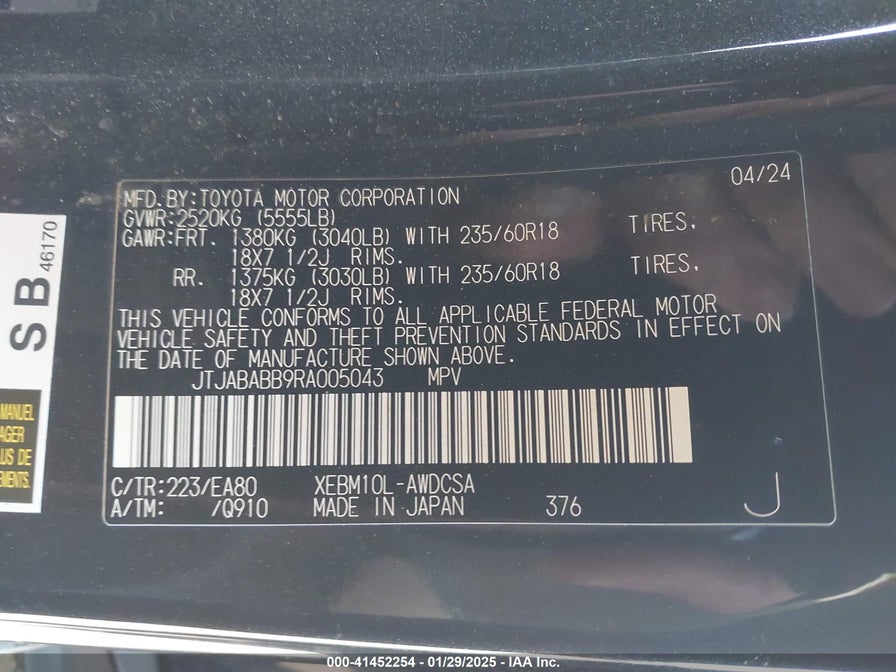 04/24
MFD.BY:TOYOTA MOTOR CORPORATION
GVWR:2520KG (5555LB)
GAWR:FRT. 1380KG (3040LB) WITH 235/60R18 TIRES,
18X7 1/2J RIMS.
RR. 1375KG (3030LB) WITH 235/60R18 TIRES,
18X7 1/2J RIMS.
THIS VEHICLE CONFORMS TO ALL APPLICABLE FEDERAL MOTOR
VEHICLE SAFETY AND THEFT PREVENTION STANDARDS IN EFFECT ON
THE DATE OF MANUFACTURE SHOWN ABOVE.
JTJABABB9RA005043 MPV
C/TR:223/EA80 XEBM10L-AWDCSA
A/TM: /Q910 MADE IN JAPAN 376 J
SB
46170
MANUEL
AGER
US DE
EMENTS.
000-41452254 - 01/29/2025 - IAA Inc.